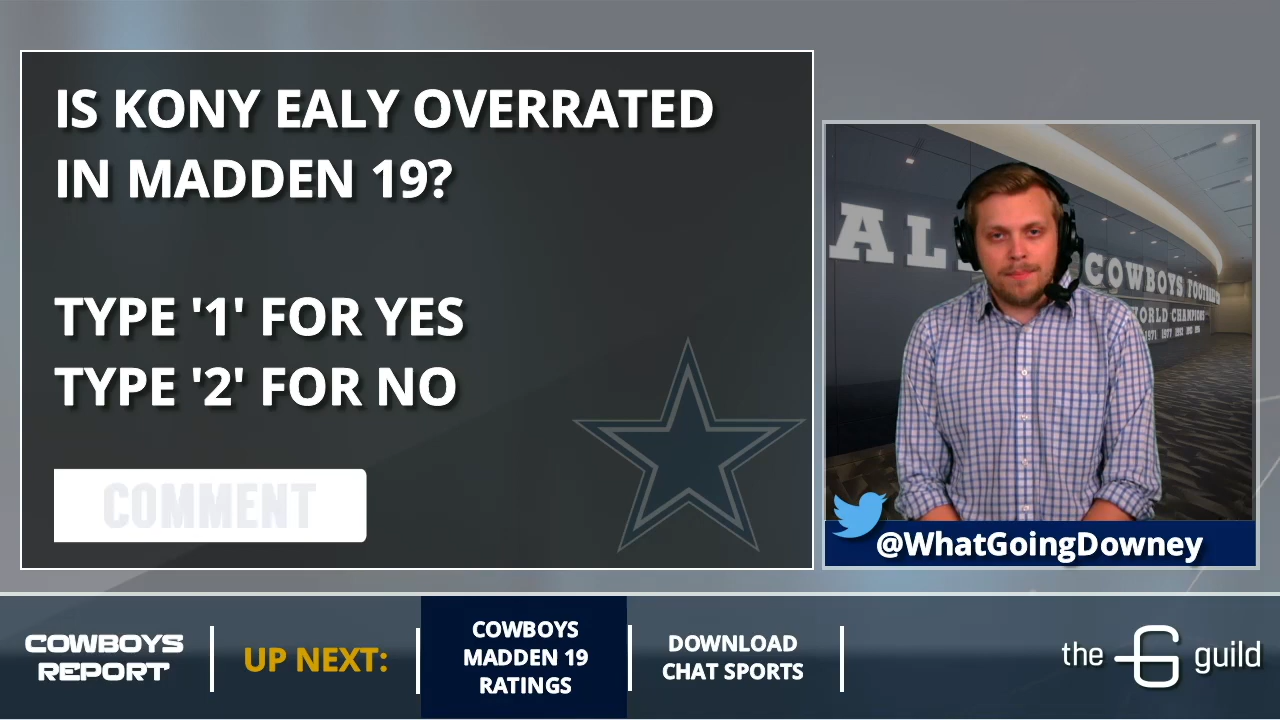 IS KONY EALY OVERRATED
IN MADDEN 19?
TYPE '1' FOR YES
TYPE '2' FOR NO
COMMENT
COWBOYS FOOTBALL
WORLD CHAMPIONS
@WhatGoingDowney
COWBOYS
REPORT
UP NEXT:
COWBOYS
MADDEN 19
RATINGS
DOWNLOAD
CHAT SPORTS
the G guild